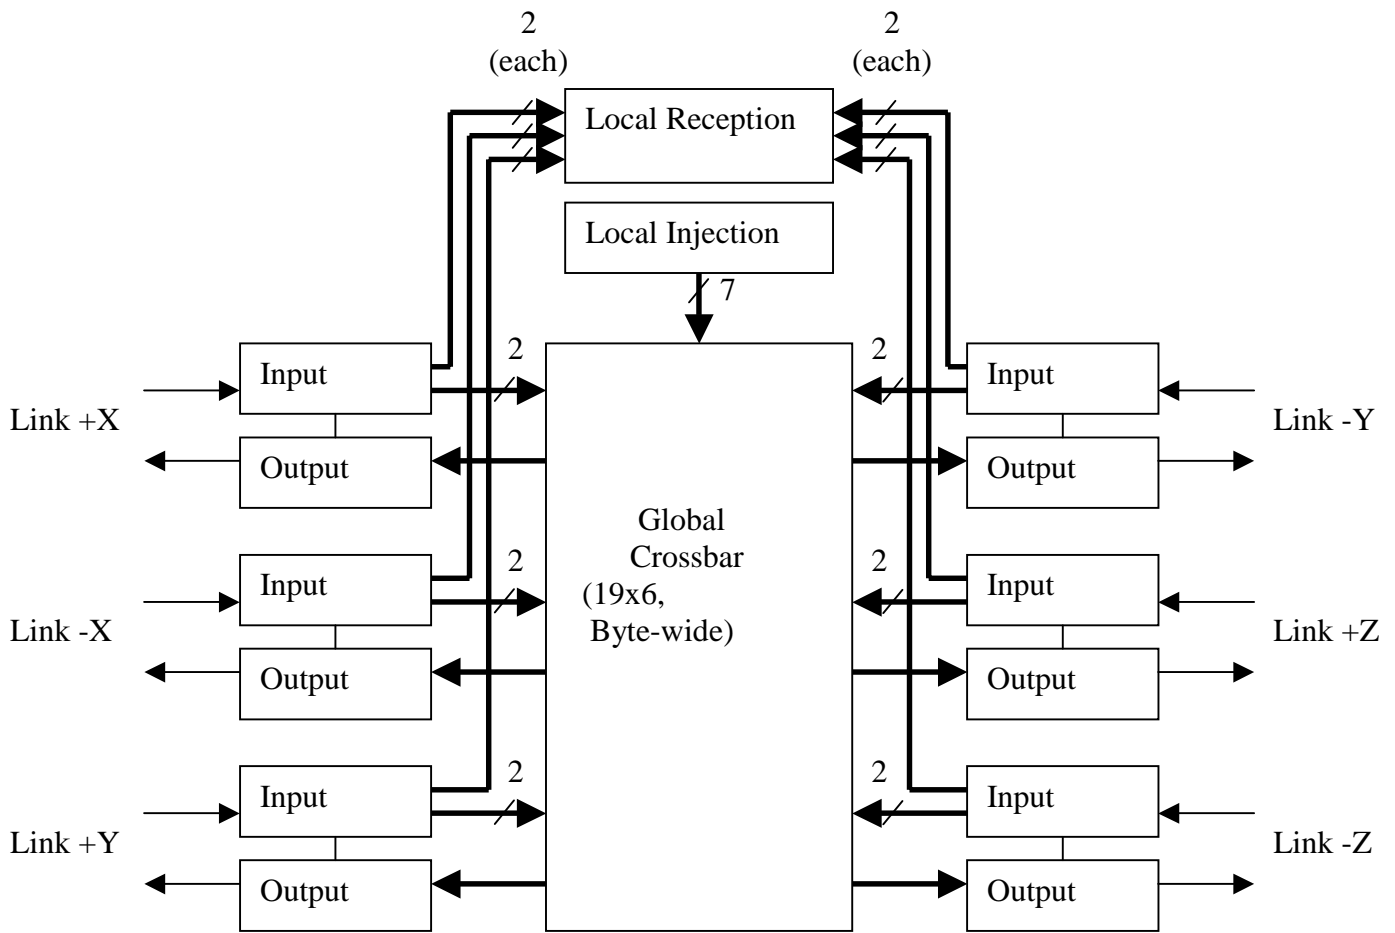 2
(each)
2
(each)
Local Reception
Local Injection
7
Input
2
2
Input
Link +X
Link -Y
Output
Output
Global
Crossbar
(19x6,
Byte-wide)
Input
2
2
Input
Link -X
Link +Z
Output
Output
Input
2
2
Input
Link +Y
Link -Z
Output
Output